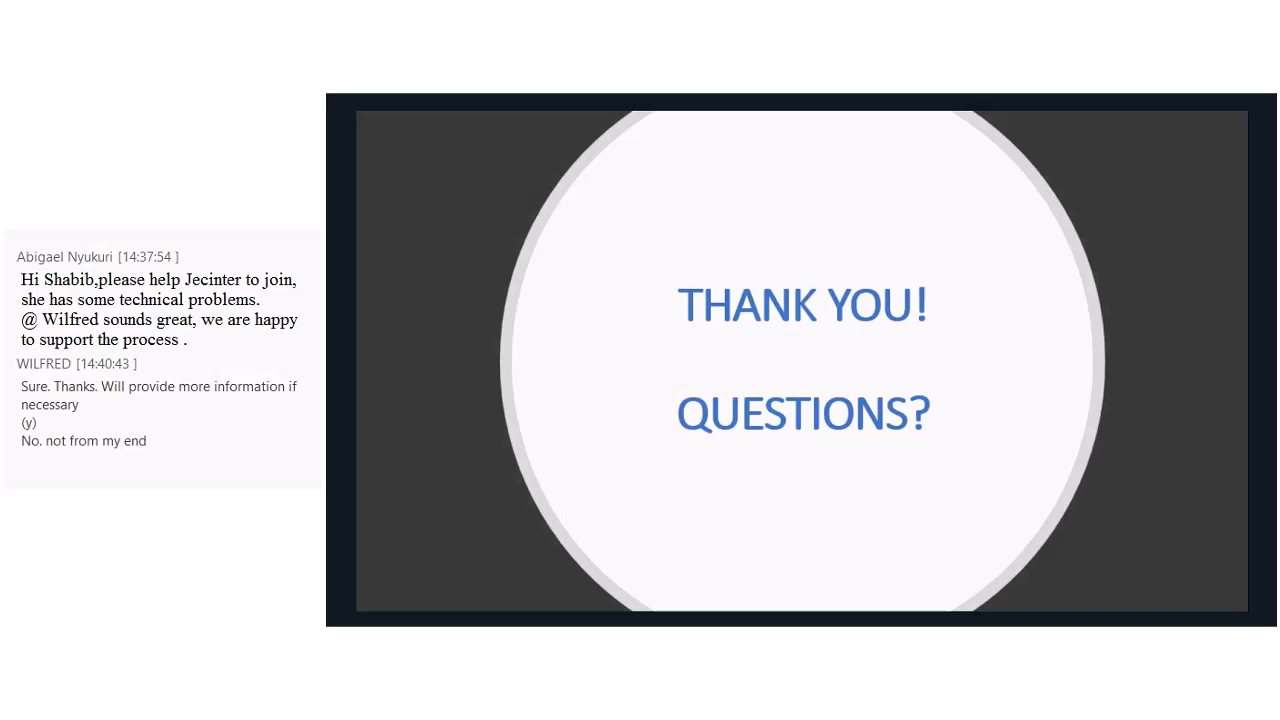 Abigael Nyukuri [14:37:54 ]
Hi Shabib,please help Jecinter to join,
she has some technical problems.
@ Wilfred sounds great, we are happy
to support the process .
WILFRED [14:40:43 ]
Sure. Thanks. Will provide more information if
necessary
(y)
No. not from my end
THANK YOU!
QUESTIONS?